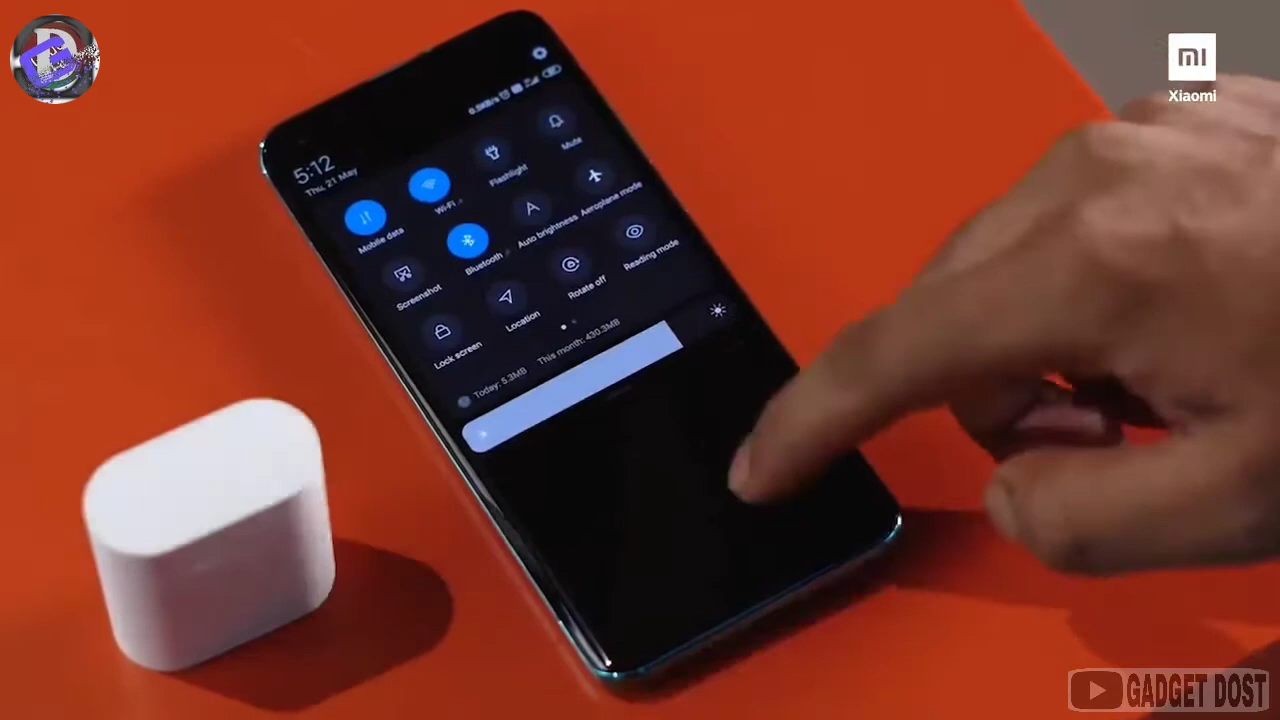 mi
Xiaomi
5:12
Thu, 21 May
Mobile data
Wi-Fi
Flashlight
Mute
Screenshot
Bluetooth
Auto brightness
Aeroplane mode
Lock screen
Location
Rotate off
Reading mode
Today: 5.3MB
This month: 430.3MB
GADGET DOST